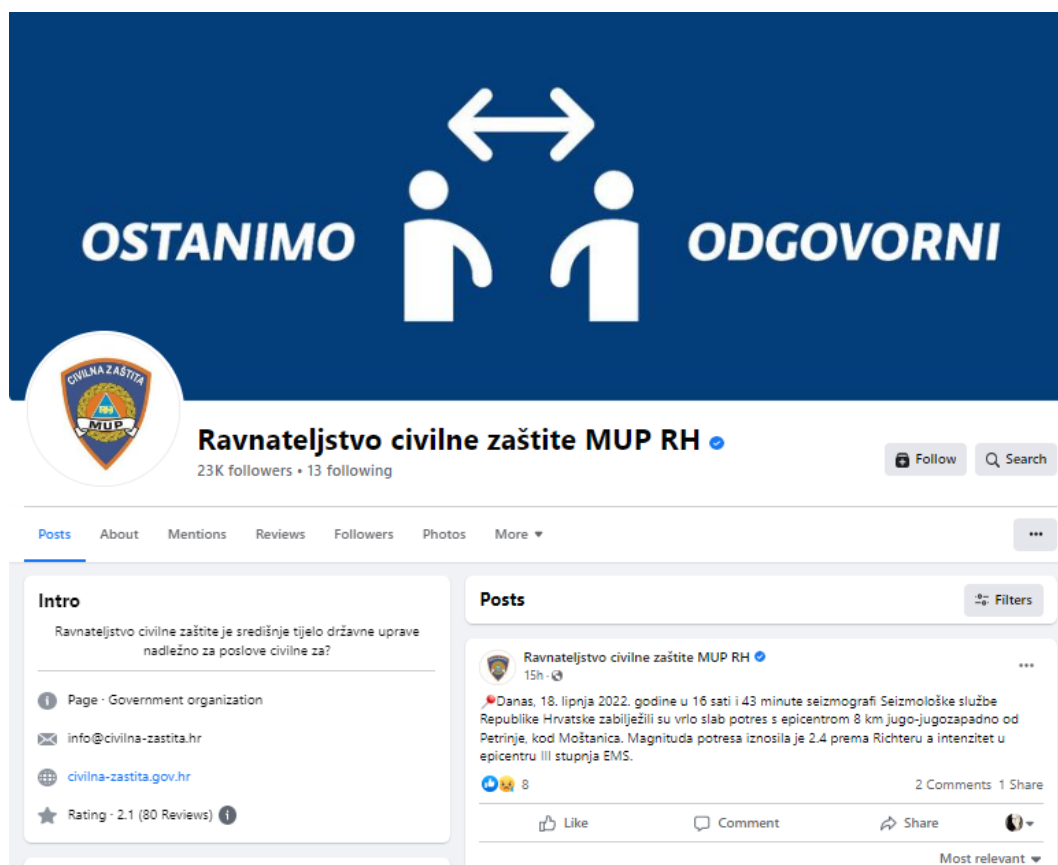 OSTANIMO ODGOVORNI
CIVILNA ZAŠTITA
RH
MUP
Ravnateljstvo civilne zaštite MUP RH
23K followers • 13 following
Follow
Search
Posts About Mentions Reviews Followers Photos More
Intro
Ravnateljstvo civilne zaštite je središnje tijelo državne uprave
nadležno za poslove civilne za?
Page · Government organization
info@civilna-zastita.hr
civilna-zastita.gov.hr
Rating · 2.1 (80 Reviews)
Posts
Filters
Ravnateljstvo civilne zaštite MUP RH
15h ·
Danas, 18. lipnja 2022. godine u 16 sati i 43 minute seizmografi Seizmološke službe
Republike Hrvatske zabilježili su vrlo slab potres s epicentrom 8 km jugo-jugozapadno od
Petrinje, kod Moštanica. Magnituda potresa iznosila je 2.4 prema Richteru a intenzitet u
epicentru III stupnja EMS.
8
2 Comments 1 Share
Like Comment Share
Most relevant